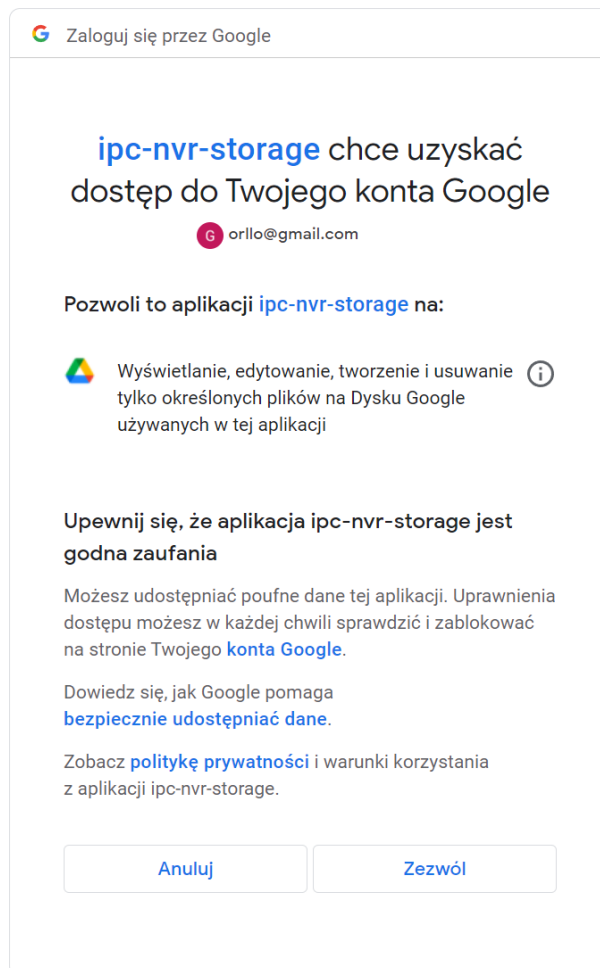 Zaloguj się przez Google
ipc-nvr-storage chce uzyskać
dostęp do Twojego konta Google
G orllo@gmail.com
Pozwoli to aplikacji ipc-nvr-storage na:
Wyświetlanie, edytowanie, tworzenie i usuwanie
tylko określonych plików na Dysku Google
używanych w tej aplikacji
Upewnij się, że aplikacja ipc-nvr-storage jest
godna zaufania
Możesz udostępniać poufne dane tej aplikacji. Uprawnienia
dostępu możesz w każdej chwili sprawdzić i zablokować
na stronie Twojego konta Google.
Dowiedz się, jak Google pomaga
bezpiecznie udostępniać dane.
Zobacz politykę prywatności i warunki korzystania
z aplikacji ipc-nvr-storage.
Anuluj
Zezwól